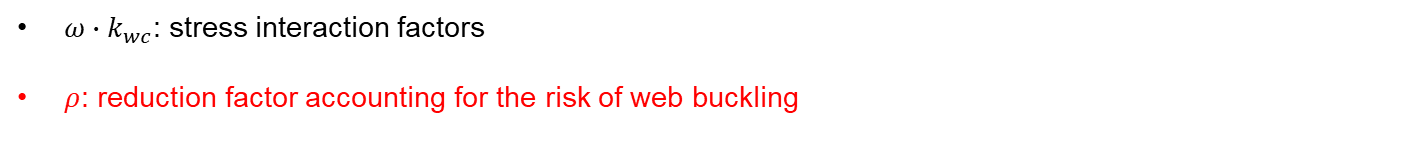 • ω · k_wc: stress interaction factors
• ρ: reduction factor accounting for the risk of web buckling